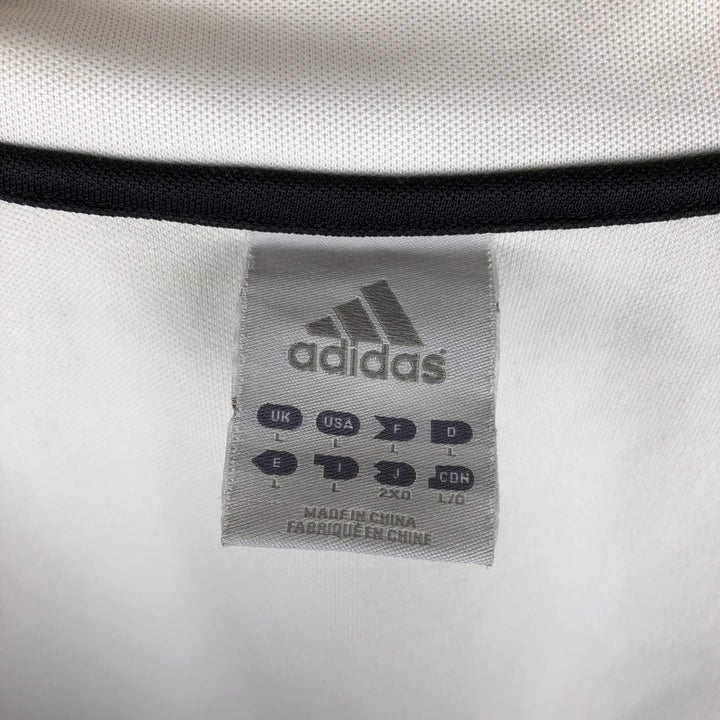 adidas
UK USA F D
L L L L
E I J CDN
L L 2XO L/G
MADE IN CHINA
FABRIQUÉ EN CHINE